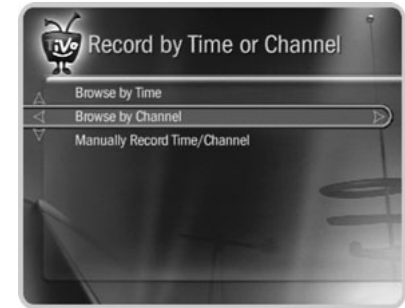 TiVo
Record by Time or Channel
Browse by Time
Browse by Channel
Manually Record Time/Channel